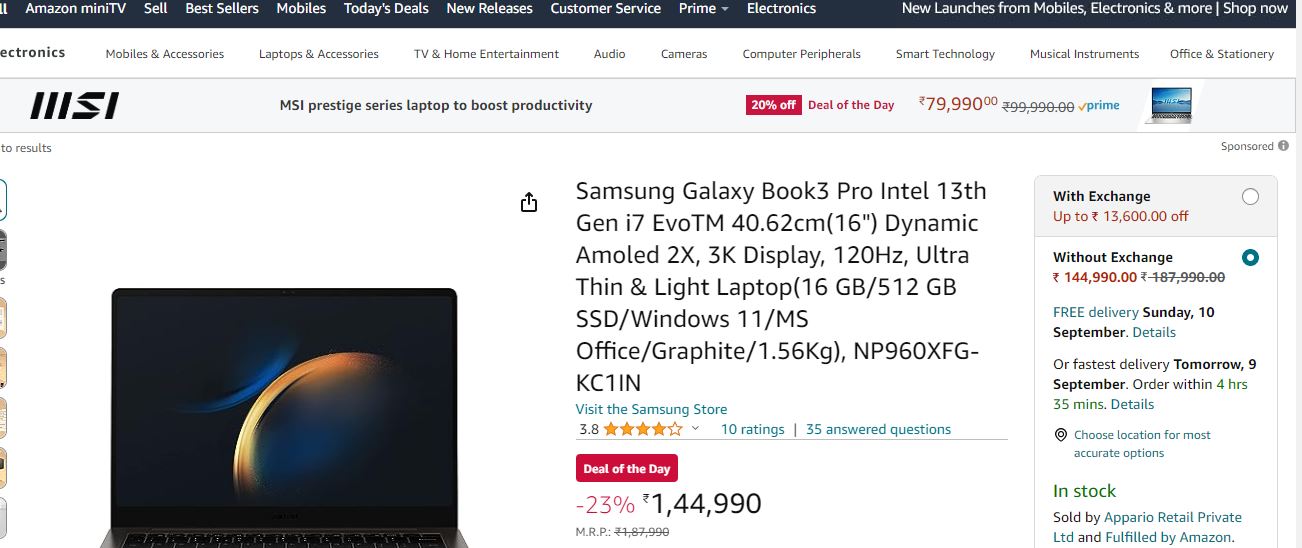 Amazon miniTV Sell Best Sellers Mobiles Today's Deals New Releases Customer Service Prime Electronics New Launches from Mobiles, Electronics & more | Shop now
ectronics Mobiles & Accessories Laptops & Accessories TV & Home Entertainment Audio Cameras Computer Peripherals Smart Technology Musical Instruments Office & Stationery
msi MSI prestige series laptop to boost productivity 20% off Deal of the Day ₹79,99000 ₹99,990.00 prime
to results
Sponsored
Samsung Galaxy Book3 Pro Intel 13th
Gen i7 EvoTM 40.62cm(16") Dynamic
Amoled 2X, 3K Display, 120Hz, Ultra
Thin & Light Laptop(16 GB/512 GB
SSD/Windows 11/MS
Office/Graphite/1.56Kg), NP960XFG-
KC1IN
Visit the Samsung Store
3.8 10 ratings | 35 answered questions
Deal of the Day
-23% ₹1,44,990
M.R.P.: ₹1,87,990
With Exchange
Up to ₹ 13,600.00 off
Without Exchange
₹ 144,990.00 ₹ 187,990.00
FREE delivery Sunday, 10
September. Details
Or fastest delivery Tomorrow, 9
September. Order within 4 hrs
35 mins. Details
Choose location for most
accurate options
In stock
Sold by Appario Retail Private
Ltd and Fulfilled by Amazon.